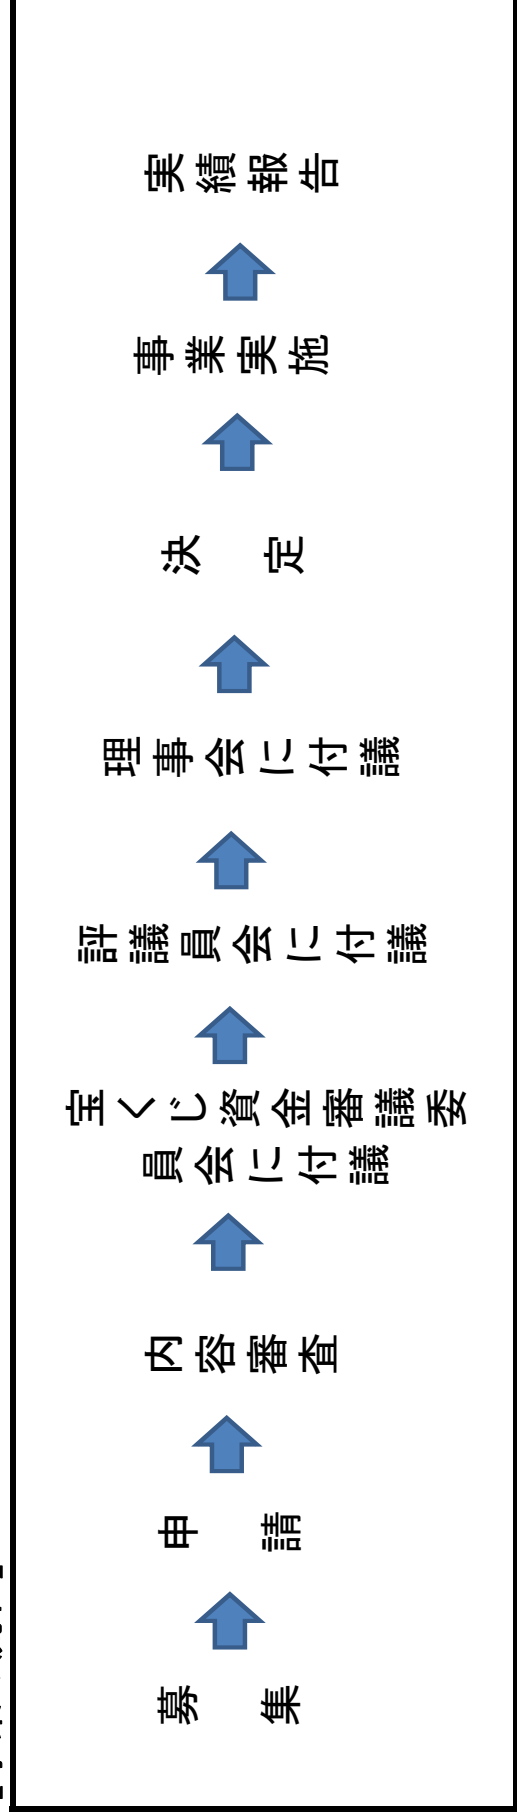 募集
申請
内容審査
宝くじ資金審議委
員会に付議
評議員会に付議
理事会に付議
決定
事業実施
実績報告